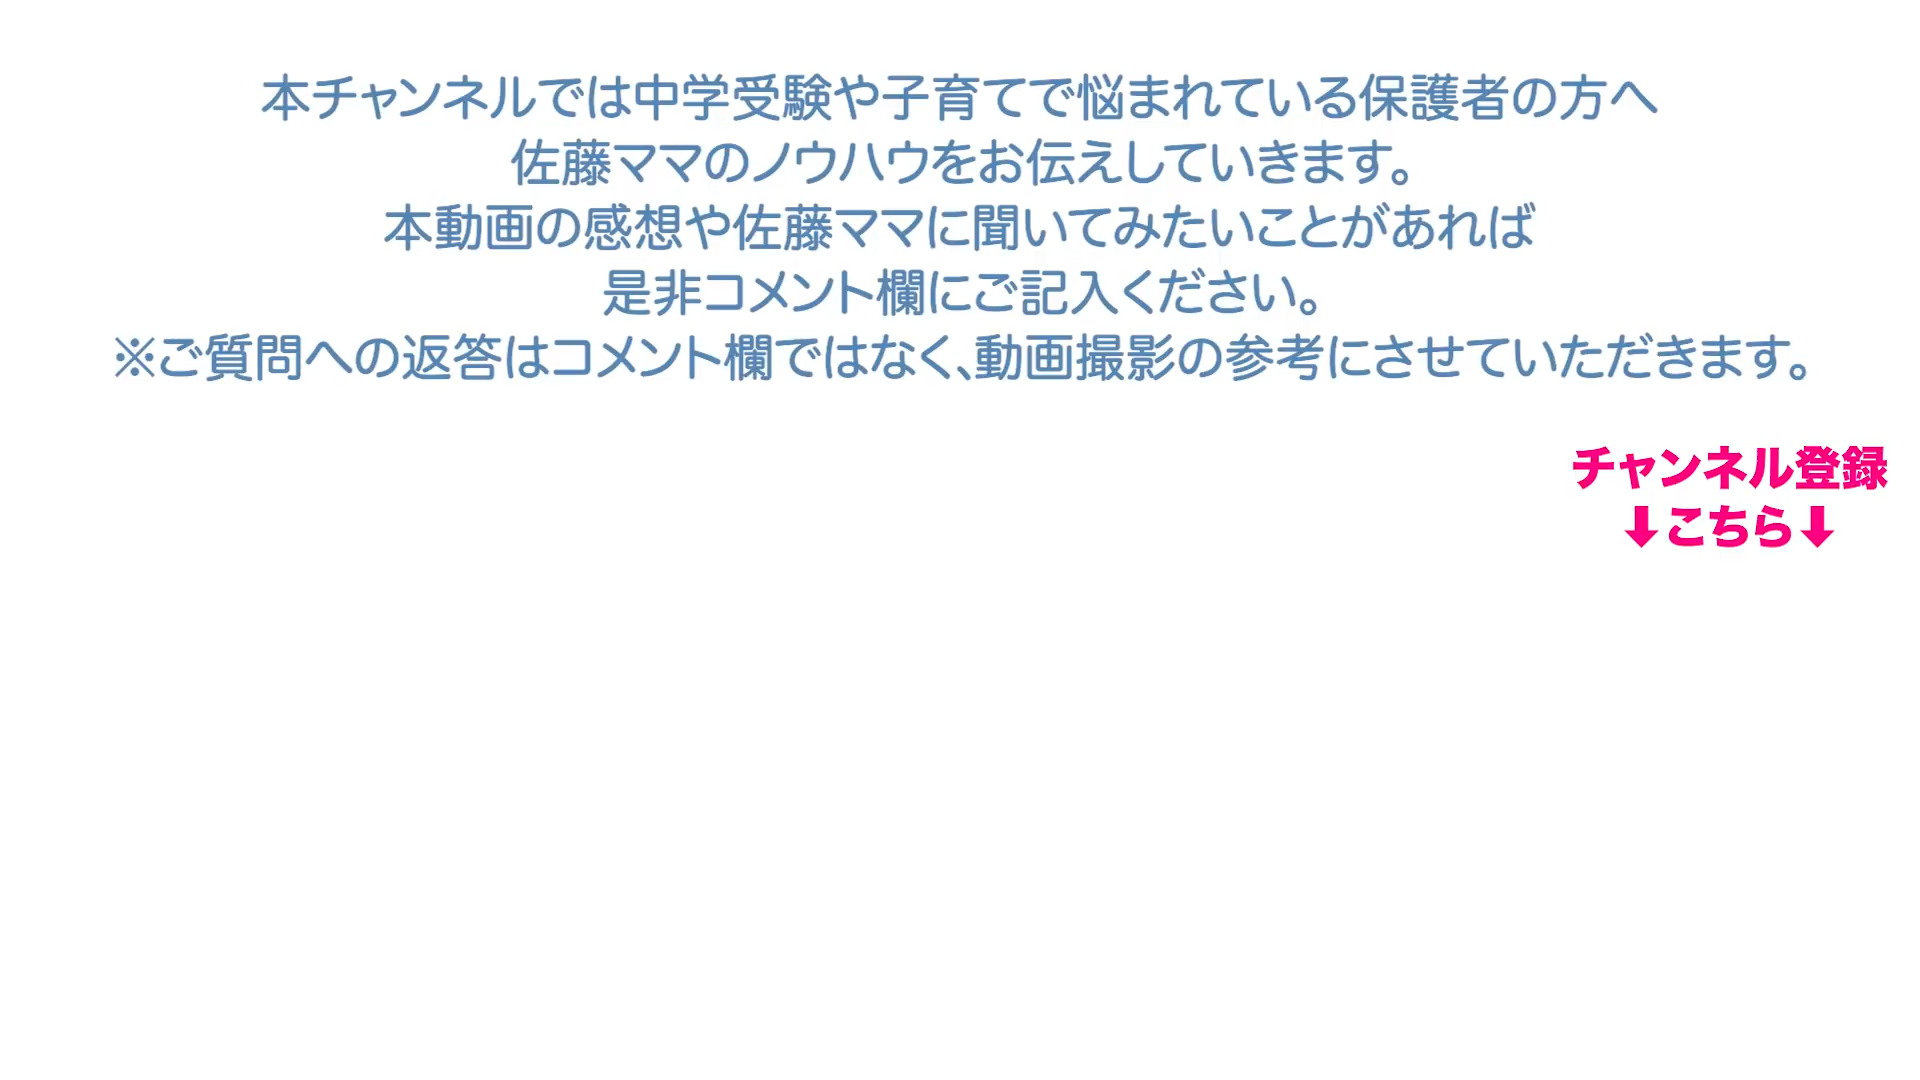 本チャンネルでは中学受験や子育てで悩まれている保護者の方へ
佐藤ママのノウハウをお伝えしていきます。
本動画の感想や佐藤ママに聞いてみたいことがあれば
是非コメント欄にご記入ください。
※ご質問への返答はコメント欄ではなく、動画撮影の参考にさせていただきます。
チャンネル登録
⬇こちら⬇